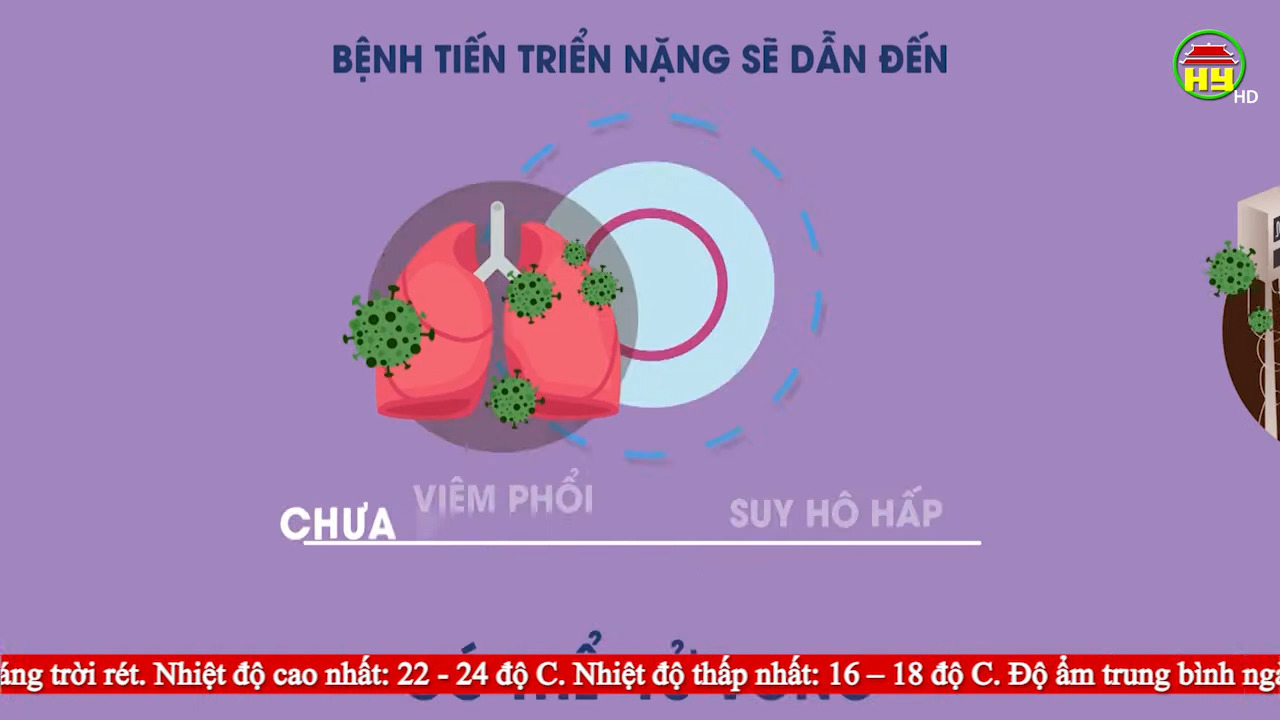 BỆNH TIẾN TRIỂN NẶNG SẼ DẪN ĐẾN
HY
HD
VIÊM PHỔI
SUY HÔ HẤP
CHƯA
áng trời rét. Nhiệt độ cao nhất: 22 - 24 độ C. Nhiệt độ thấp nhất: 16 – 18 độ C. Độ ẩm trung bình ngà